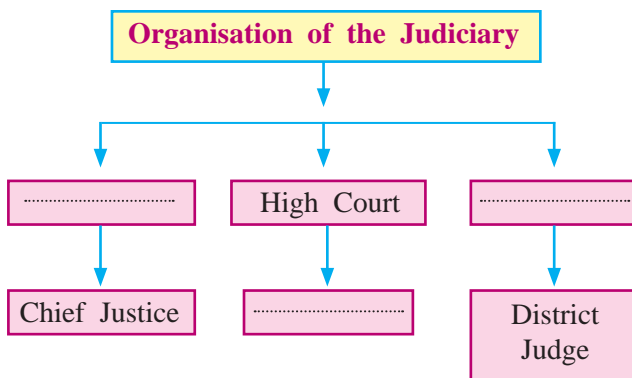 Organisation of the Judiciary
High Court
Chief Justice
District
Judge